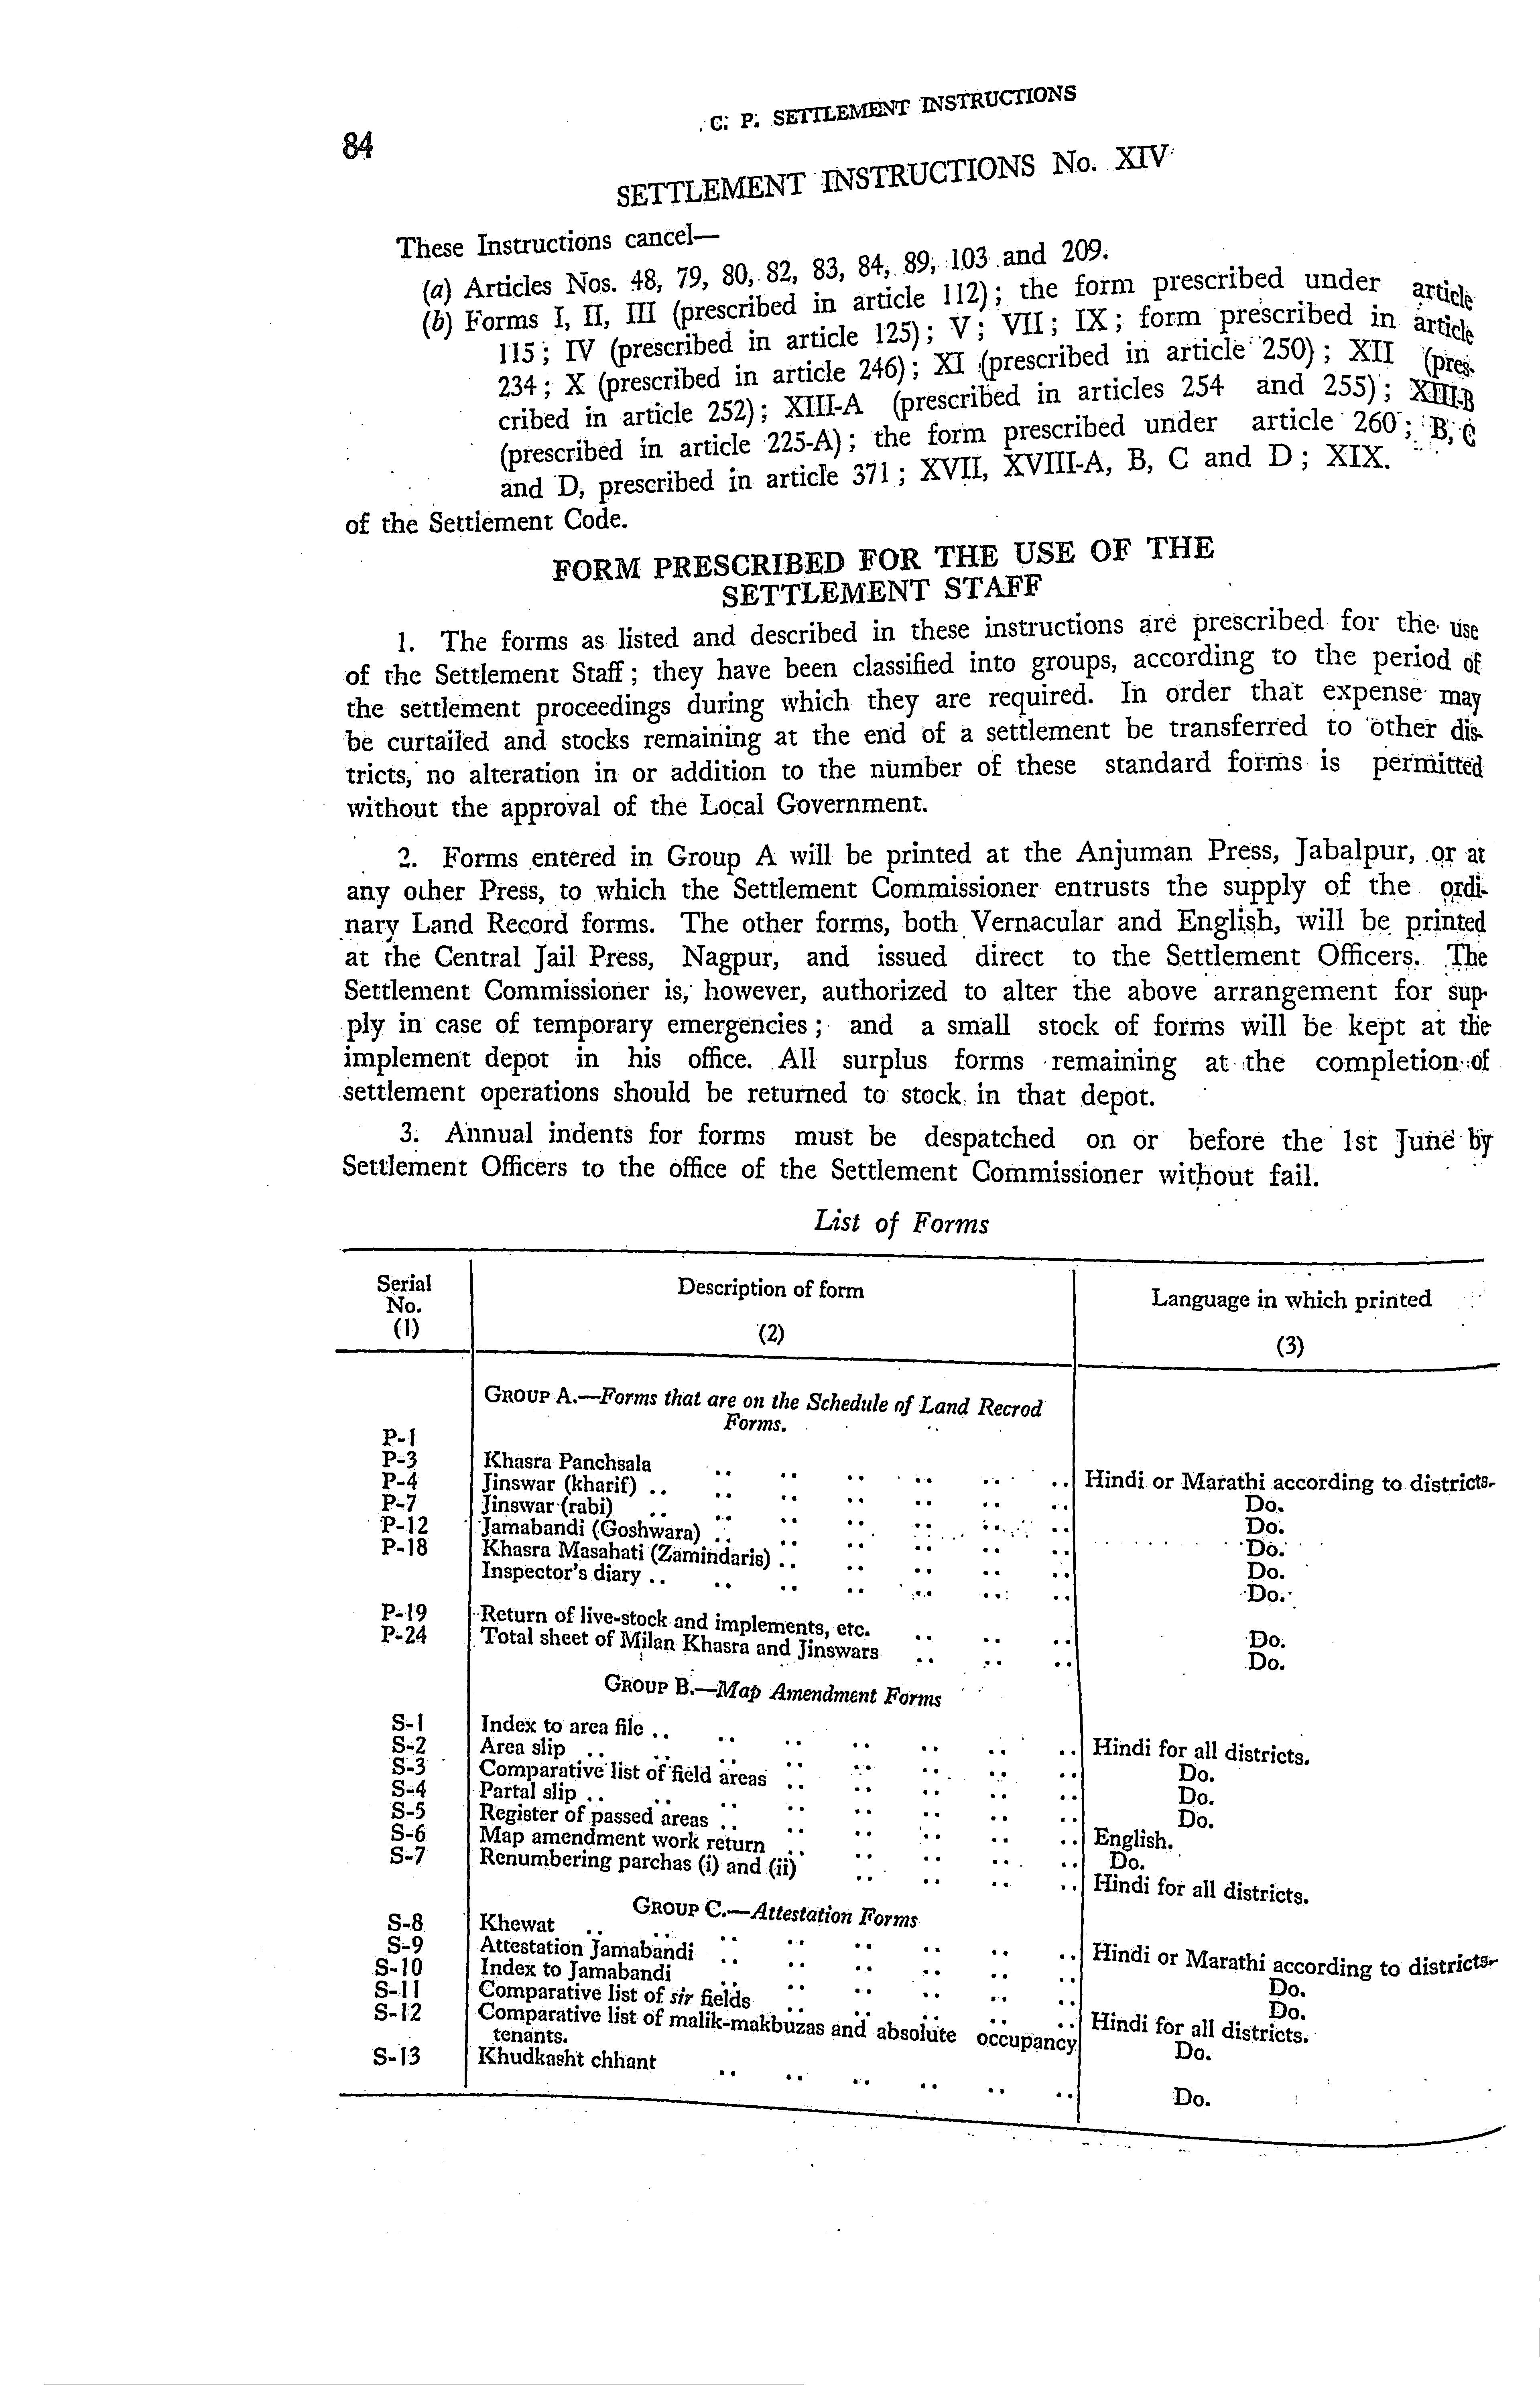 84
C. P. SETTLEMENT INSTRUCTIONS
SETTLEMENT INSTRUCTIONS No. XIV
These Instructions cancel—
(a) Articles Nos. 48, 79, 80, 82, 83, 84, 89, 103 and 209.
(b) Forms I, II, III (prescribed in article 112); the form prescribed under article
115; IV (prescribed in article 125); V; VII; IX; form prescribed in article
234; X (prescribed in article 246); XI (prescribed in article 250); XII (pres-
cribed in article 252); XIII-A (prescribed in articles 254 and 255); XIII-B
(prescribed in article 225-A); the form prescribed under article 260; B, C
and D, prescribed in article 371; XVII, XVIII-A, B, C and D; XIX.
of the Settlement Code.
FORM PRESCRIBED FOR THE USE OF THE
SETTLEMENT STAFF
1. The forms as listed and described in these instructions are prescribed for the use
of the Settlement Staff; they have been classified into groups, according to the period of
the settlement proceedings during which they are required. In order that expense may
be curtailed and stocks remaining at the end of a settlement be transferred to other dis-
tricts, no alteration in or addition to the number of these standard forms is permitted
without the approval of the Local Government.
2. Forms entered in Group A will be printed at the Anjuman Press, Jabalpur, or at
any other Press, to which the Settlement Commissioner entrusts the supply of the ordi-
nary Land Record forms. The other forms, both Vernacular and English, will be printed
at the Central Jail Press, Nagpur, and issued direct to the Settlement Officers. The
Settlement Commissioner is, however, authorized to alter the above arrangement for sup-
ply in case of temporary emergencies; and a small stock of forms will be kept at the
implement depot in his office. All surplus forms remaining at the completion of
settlement operations should be returned to stock in that depot.
3. Annual indents for forms must be despatched on or before the 1st June by
Settlement Officers to the office of the Settlement Commissioner without fail.
List of Forms
Serial No. (1) Description of form (2) Language in which printed (3)
GROUP A.—Forms that are on the Schedule of Land Recrod
Forms.
P-1 Khasra Panchsala .. .. .. .. .. .. Hindi or Marathi according to districts.
P-3 Jinswar (kharif) .. .. .. .. .. .. .. Do.
P-4 Jinswar (rabi) .. .. .. .. .. .. .. Do.
P-7 Jamabandi (Goshwara) .. .. .. .. .. .. Do.
P-12 Khasra Masahati (Zamindaris) .. .. .. .. .. Do.
P-18 Inspector's diary .. .. .. .. .. .. .. Do.
P-19 Return of live-stock and implements, etc. .. .. .. Do.
P-24 Total sheet of Milan Khasra and Jinswars .. .. .. Do.
GROUP B.—Map Amendment Forms
S-1 Index to area file .. .. .. .. .. .. .. Hindi for all districts.
S-2 Area slip .. .. .. .. .. .. .. .. Do.
S-3 Comparative list of field areas .. .. .. .. .. Do.
S-4 Partal slip .. .. .. .. .. .. .. .. Do.
S-5 Register of passed areas .. .. .. .. .. .. English.
S-6 Map amendment work return .. .. .. .. .. Do.
S-7 Renumbering parchas (i) and (ii) .. .. .. .. Hindi for all districts.
GROUP C.—Attestation Forms
S-8 Khewat .. .. .. .. .. .. .. .. Hindi or Marathi according to districts.
S-9 Attestation Jamabandi .. .. .. .. .. .. Do.
S-10 Index to Jamabandi .. .. .. .. .. .. Do.
S-11 Comparative list of sir fields .. .. .. .. .. Hindi for all districts.
S-12 Comparative list of malik-makbuzas and absolute occupancy Do.
tenants.
S-13 Khudkasht chhant .. .. .. .. .. .. Do.